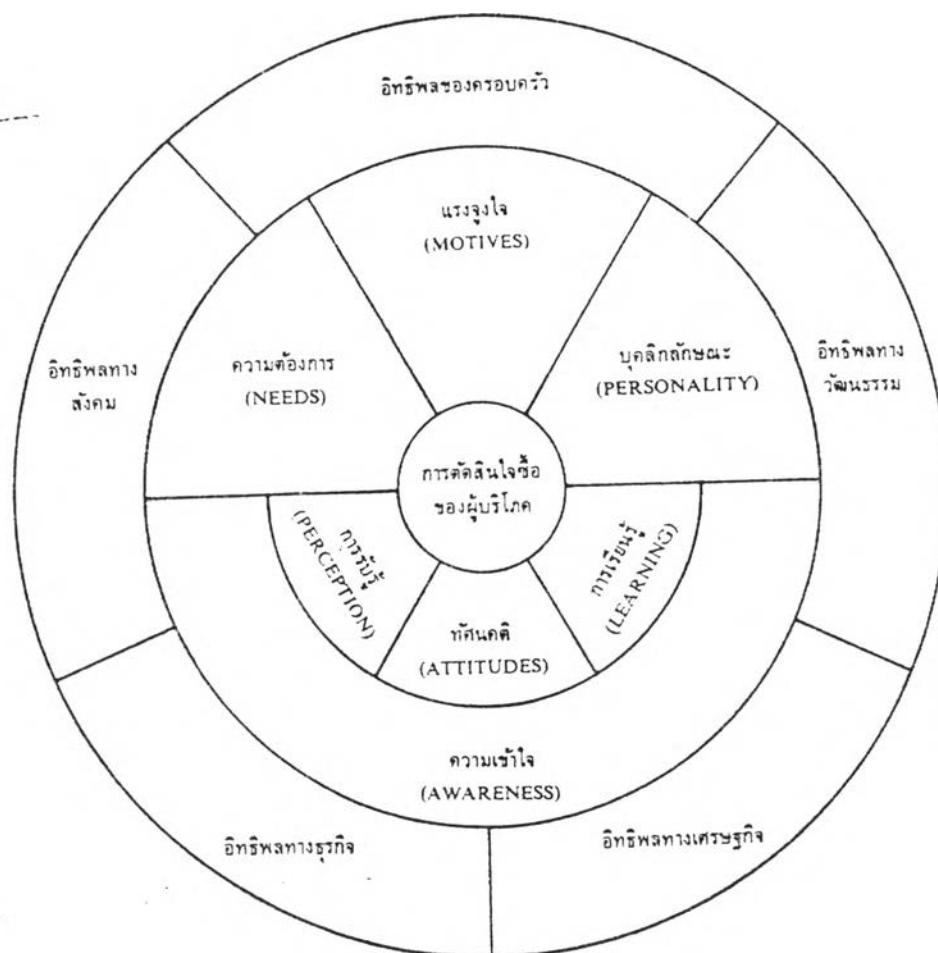 อิทธิพลของครอบครัว
แรงจูงใจ
(MOTIVES)
ความต้องการ
(NEEDS)
บุคลิกลักษณะ
(PERSONALITY)
อิทธิพลทาง
สังคม
อิทธิพลทาง
วัฒนธรรม
การตัดสินใจซื้อ
ของผู้บริโภค
การรับรู้
(PERCEPTION)
การเรียนรู้
(LEARNING)
ทัศนคติ
(ATTITUDES)
ความเข้าใจ
(AWARENESS)
อิทธิพลทางธุรกิจ
อิทธิพลทางเศรษฐกิจ